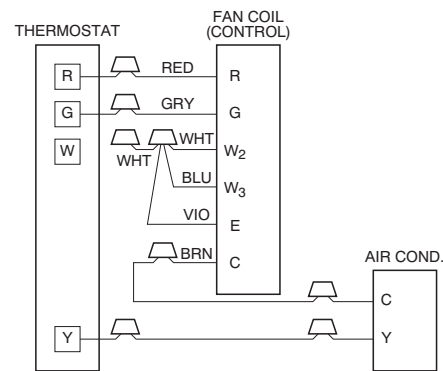 FAN COIL
(CONTROL)
THERMOSTAT
R RED R
G GRY G
W WHT WHT W2
BLU W3
VIO E
BRN C
AIR COND.
C
Y Y